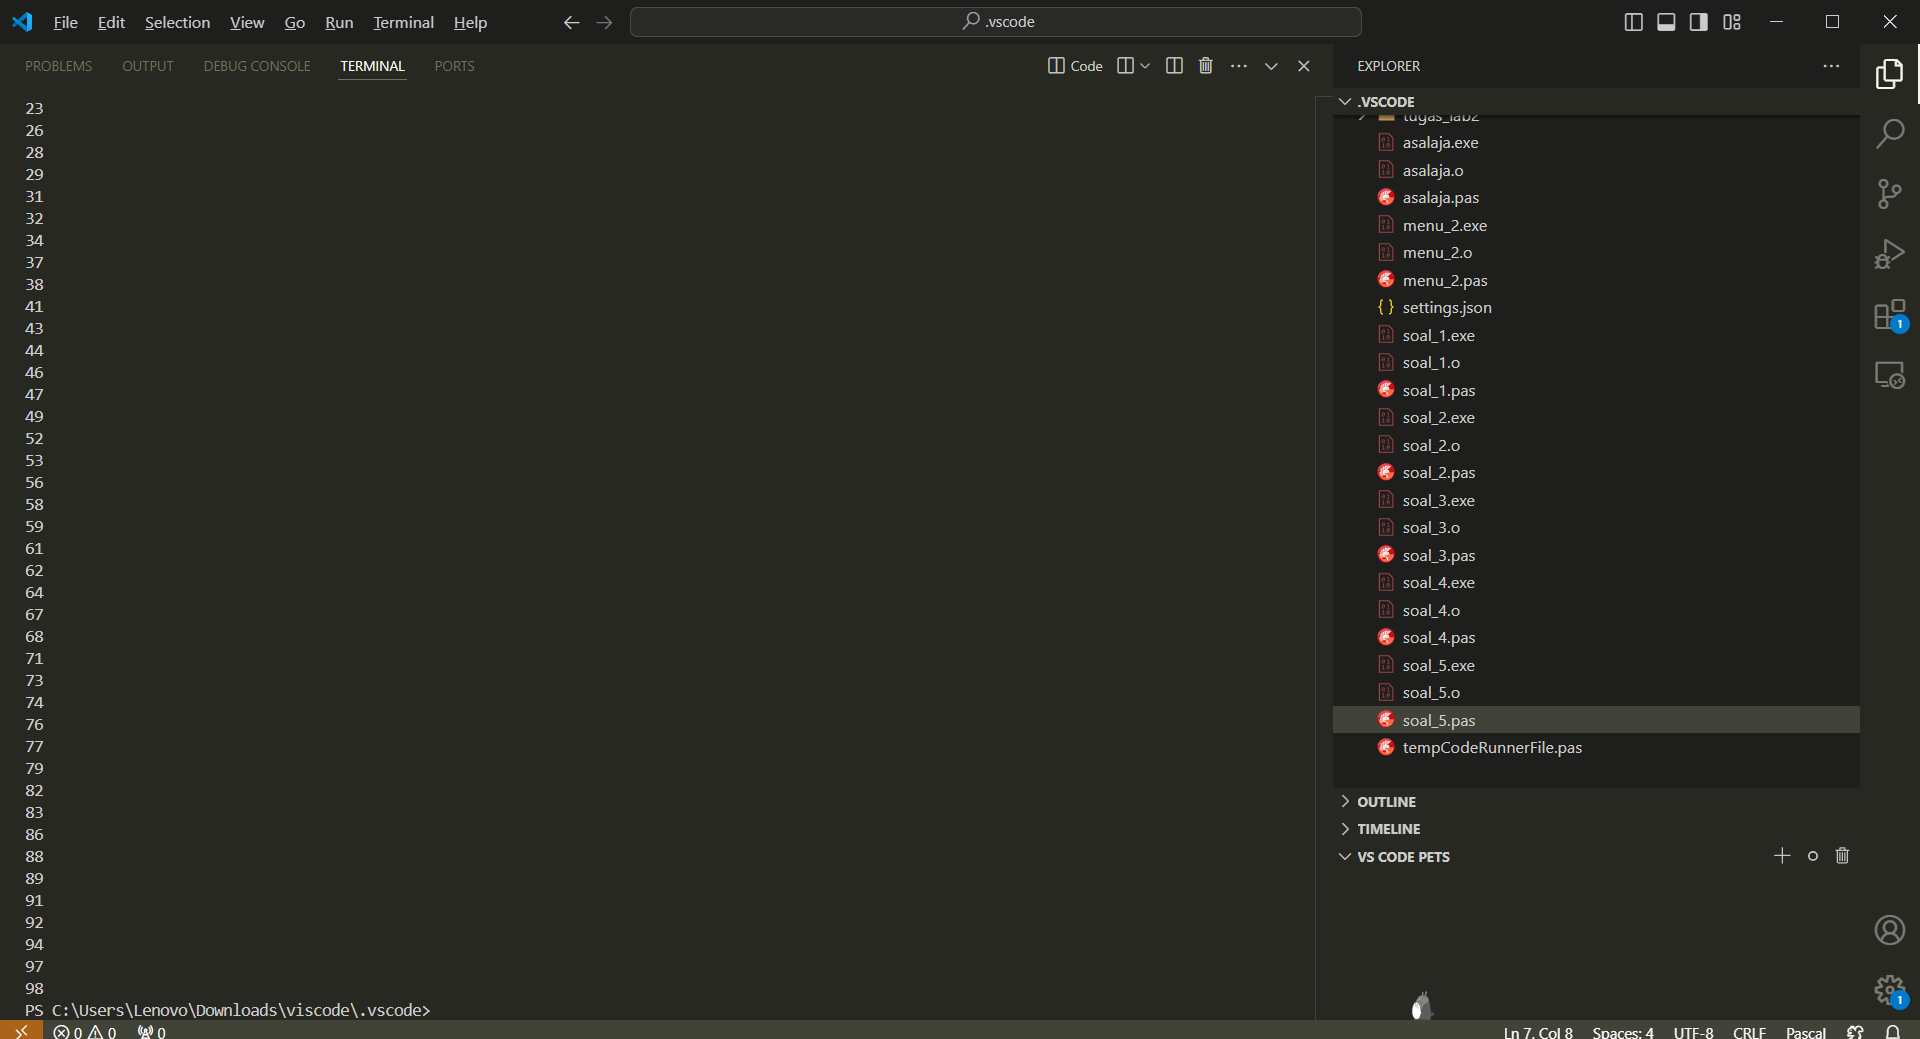 File Edit Selection View Go Run Terminal Help
.vscode
PROBLEMS OUTPUT DEBUG CONSOLE TERMINAL PORTS
Code
23
26
28
29
31
32
34
37
38
41
43
44
46
47
49
52
53
56
58
59
61
62
64
67
68
71
73
74
76
77
79
82
83
86
88
89
91
92
94
97
98
PS C:\Users\Lenovo\Downloads\viscode\.vscode>
EXPLORER
.VSCODE
tugas_lab2
asalaja.exe
asalaja.o
asalaja.pas
menu_2.exe
menu_2.o
menu_2.pas
settings.json
soal_1.exe
soal_1.o
soal_1.pas
soal_2.exe
soal_2.o
soal_2.pas
soal_3.exe
soal_3.o
soal_3.pas
soal_4.exe
soal_4.o
soal_4.pas
soal_5.exe
soal_5.o
soal_5.pas
tempCodeRunnerFile.pas
OUTLINE
TIMELINE
VS CODE PETS
1
1
0 0 0
Ln 7, Col 8 Spaces: 4 UTF-8 CRLF Pascal